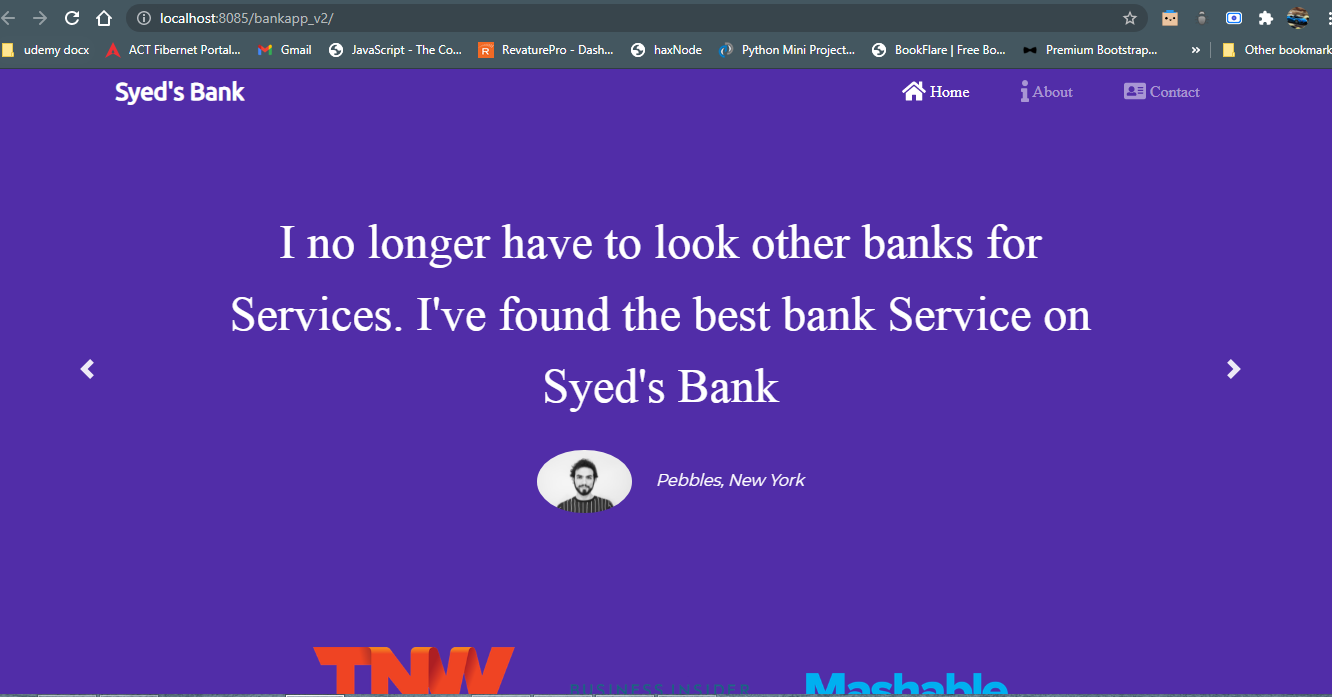 localhost:8085/bankapp_v2/
udemy docx ACT Fibernet Portal... Gmail JavaScript - The Co... RevaturePro - Dash... haxNode Python Mini Project... BookFlare | Free Bo... Premium Bootstrap... » Other bookmark
Syed's Bank Home About Contact
I no longer have to look other banks for
Services. I've found the best bank Service on
Syed's Bank
Pebbles, New York
TNW BUSINESS INSIDER Mashable